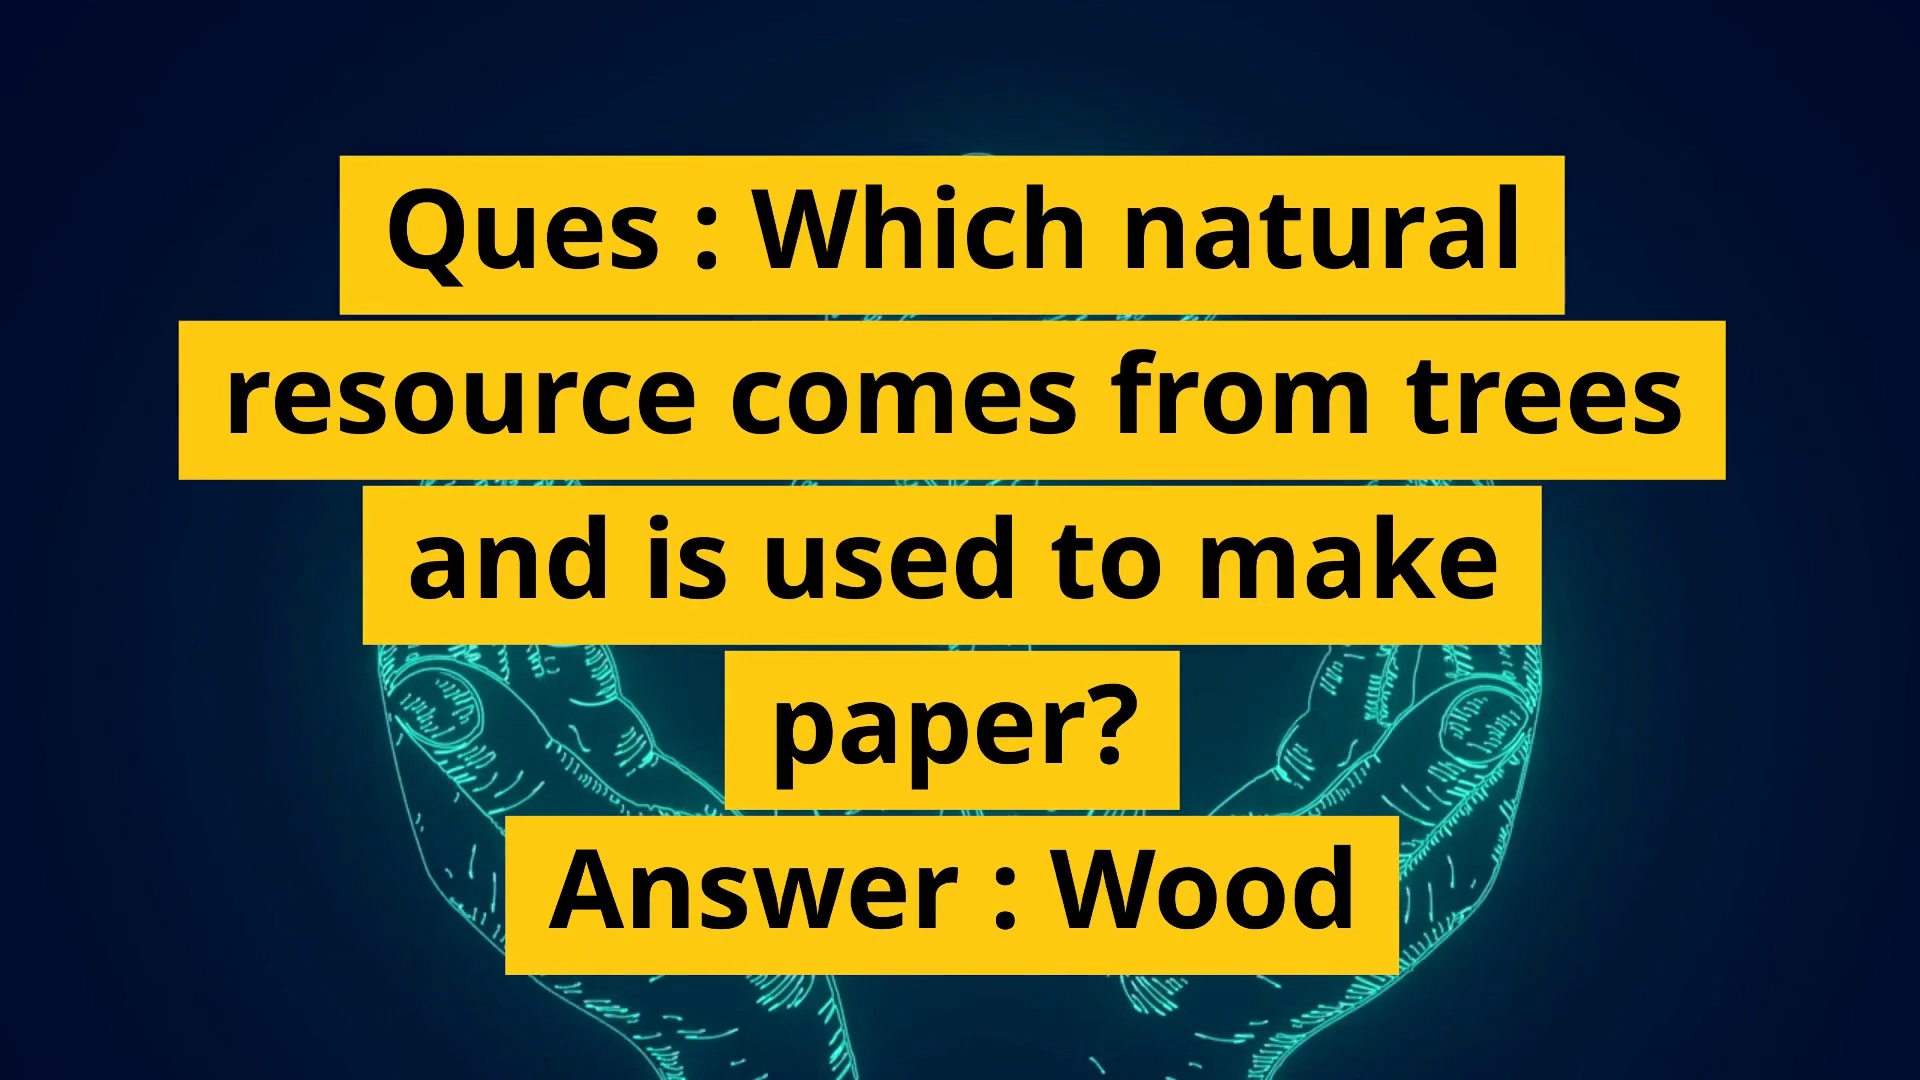 Ques : Which natural
resource comes from trees
and is used to make
paper?
Answer : Wood